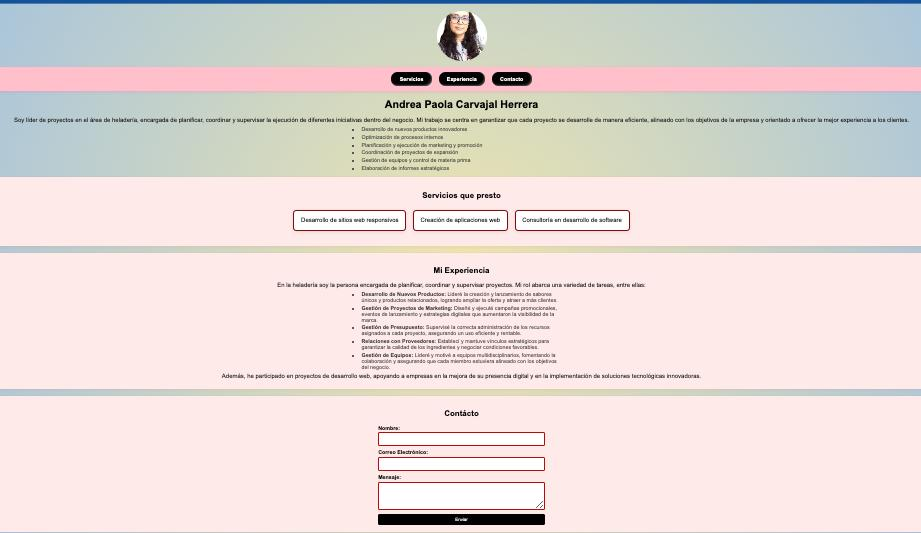 Servicios
Experiencia
Contacto
Andrea Paola Carvajal Herrera
Soy líder de proyectos en el área de heladería, encargada de planificar, coordinar y supervisar la ejecución de diferentes iniciativas dentro del negocio. Mi trabajo se centra en garantizar que cada proyecto se desarrolle de manera eficiente, alineado con los objetivos de la empresa y orientado a ofrecer la mejor experiencia a los clientes.
• Desarrollo de nuevos productos innovadores
• Optimización de procesos internos
• Planificación y ejecución de marketing y promoción
• Coordinación de proyectos de expansión
• Gestión de equipos y control de materia prima
• Elaboración de informes estratégicos
Servicios que presto
Desarrollo de sitios web responsivos
Creación de aplicaciones web
Consultoría en desarrollo de software
Mi Experiencia
En la heladería soy la persona encargada de planificar, coordinar y supervisar proyectos. Mi rol abarca una variedad de tareas, entre ellas:
• Desarrollo de Nuevos Productos: Lideré la creación y lanzamiento de sabores
únicos y productos relacionados, logrando ampliar la oferta y atraer a más clientes.
• Gestión de Proyectos de Marketing: Diseñé y ejecuté campañas promocionales,
eventos de lanzamiento y estrategias digitales que aumentaron la visibilidad de la
marca.
• Gestión de Presupuesto: Supervisé la correcta administración de los recursos
asignados a cada proyecto, asegurando un uso eficiente y rentable.
• Relaciones con Proveedores: Establecí y mantuve vínculos estratégicos para
garantizar la calidad de los ingredientes y negociar condiciones favorables.
• Gestión de Equipos: Lideré y motivé a equipos multidisciplinarios, fomentando la
colaboración y asegurando que cada miembro estuviera alineado con los objetivos
del negocio.
Además, he participado en proyectos de desarrollo web, apoyando a empresas en la mejora de su presencia digital y en la implementación de soluciones tecnológicas innovadoras.
Contácto
Nombre:
Correo Electrónico:
Mensaje:
Enviar